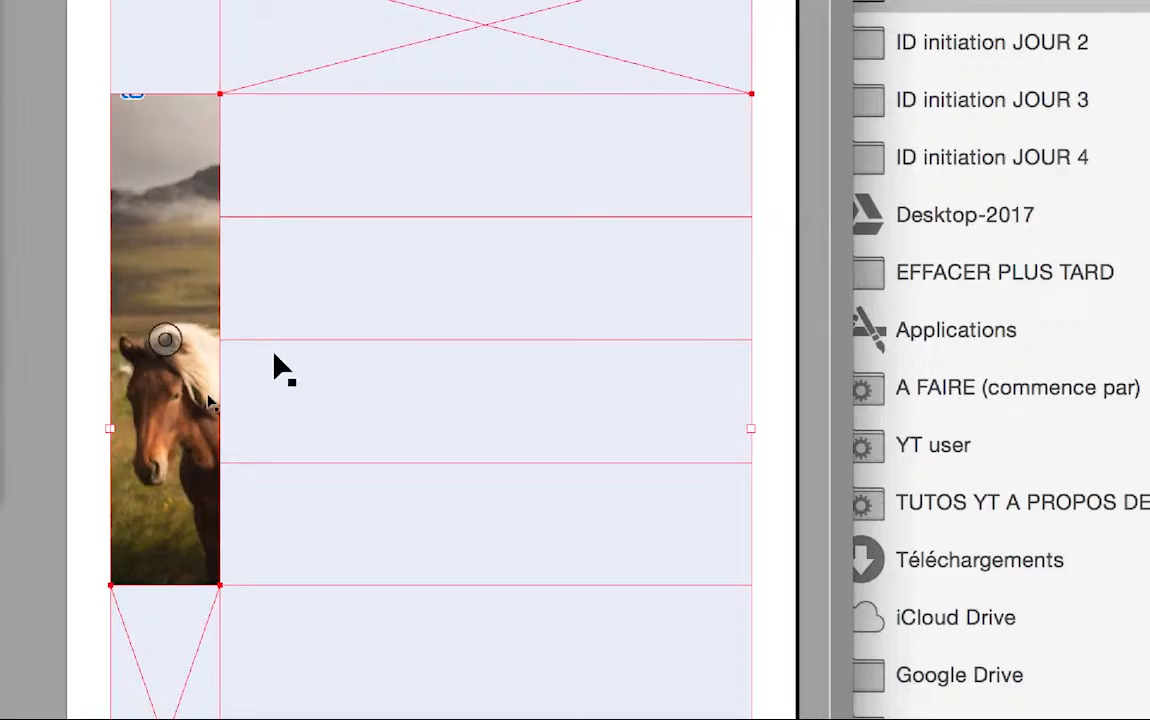 ID initiation JOUR 2
ID initiation JOUR 3
ID initiation JOUR 4
Desktop-2017
EFFACER PLUS TARD
Applications
A FAIRE (commence par)
YT user
TUTOS YT A PROPOS DE
Téléchargements
iCloud Drive
Google Drive